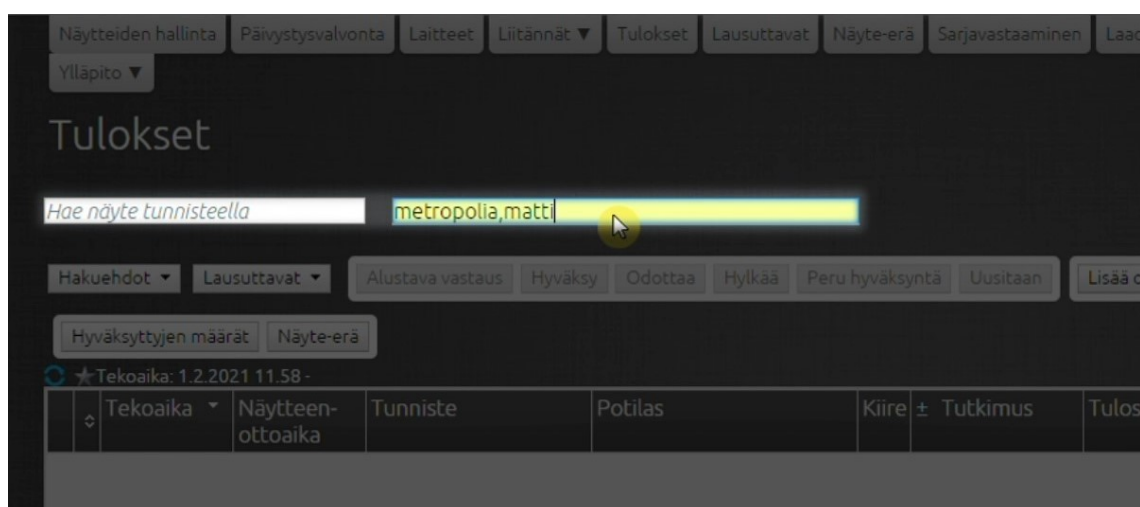 Näytteiden hallinta Päivystysvalvonta Laitteet Liitännät ▼ Tulokset Lausuttavat Näyte-erä Sarjavastaaminen
Ylläpito ▼
Tulokset
Hae näyte tunnisteella metropolia,matti
Hakuehdot ▼ Lausuttavat ▼ Alustava vastaus Hyväksy Odottaa Hylkää Peru hyväksyntä Uusitaan Lisää
Hyväksyttyjen määrät Näyte-erä
Tekoaika: 1.2.2021 11.58 -
Tekoaika ▼ Näytteen- Tunniste Potilas Kiire ± Tutkimus Tulos
ottoaika